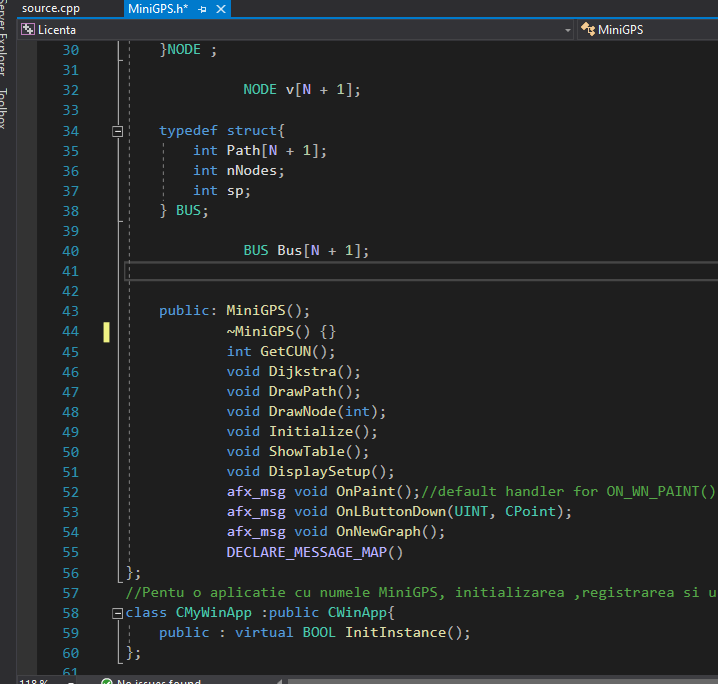 source.cpp MiniGPS.h*
Licenta MiniGPS
Server Explorer
Toolbox
30 }NODE ;
31
32 NODE v[N + 1];
33
34 typedef struct{
35 int Path[N + 1];
36 int nNodes;
37 int sp;
38 } BUS;
39
40 BUS Bus[N + 1];
41
42
43 public: MiniGPS();
44 ~MiniGPS() {}
45 int GetCUN();
46 void Dijkstra();
47 void DrawPath();
48 void DrawNode(int);
49 void Initialize();
50 void ShowTable();
51 void DisplaySetup();
52 afx_msg void OnPaint();//default handler for ON_WN_PAINT()
53 afx_msg void OnLButtonDown(UINT, CPoint);
54 afx_msg void OnNewGraph();
55 DECLARE_MESSAGE_MAP()
56 };
57 //Pentu o aplicatie cu numele MiniGPS, initializarea ,registrarea si u
58 class CMyWinApp :public CWinApp{
59 public : virtual BOOL InitInstance();
60 };
61
118 % No issues found